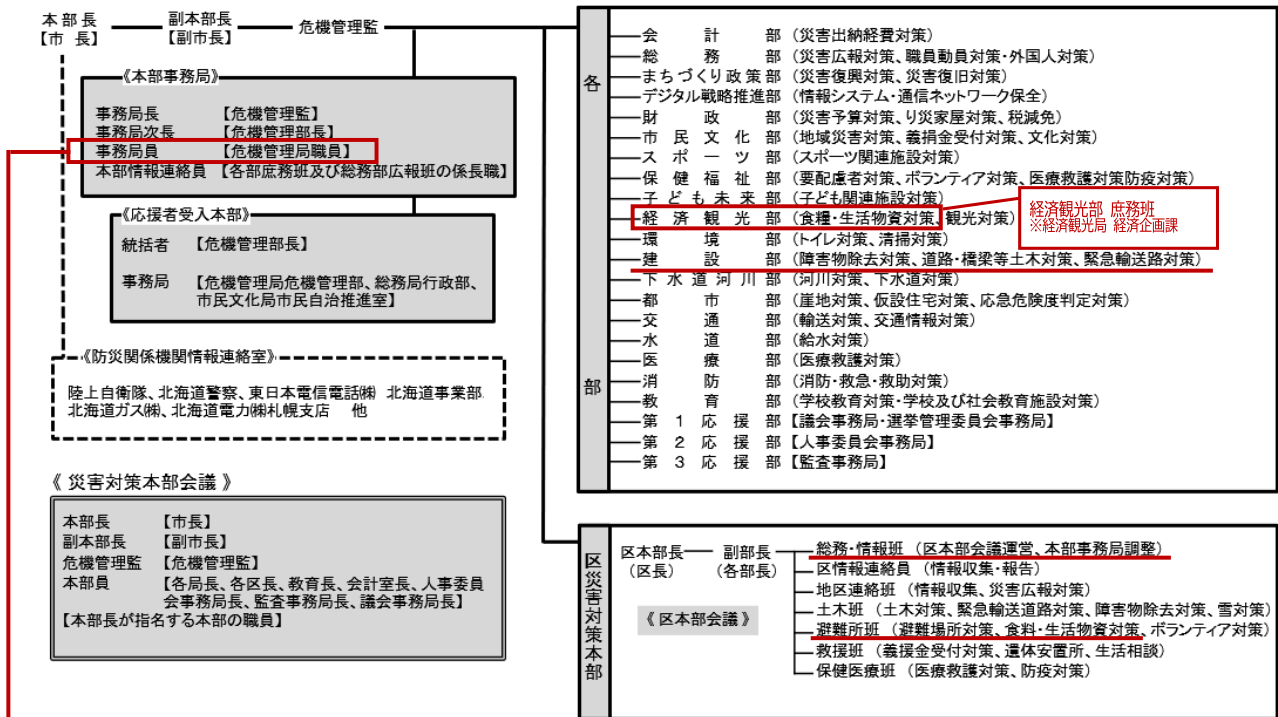 本部長
【市 長】
副本部長
【副市長】
危機管理監
《本部事務局》
事務局長 【危機管理監】
事務局次長 【危機管理部長】
事務局員 【危機管理局職員】
本部情報連絡員 【各部庶務班及び総務部広報班の係長職】
《応援者受入本部》
統括者 【危機管理部長】
事務局 【危機管理局危機管理部、総務局行政部、
市民文化局市民自治推進室】
《防災関係機関情報連絡室》
陸上自衛隊、北海道警察、東日本電信電話㈱ 北海道事業部、
北海道ガス㈱、北海道電力㈱札幌支店 他
《 災害対策本部会議 》
本部長 【市長】
副本部長 【副市長】
危機管理監 【危機管理監】
本部員 【各局長、各区長、教育長、会計室長、人事委員
会事務局長、監査事務局長、議会事務局長】
【本部長が指名する本部の職員】
各部
会計部 (災害出納経費対策)
総務部 (災害広報対策、職員動員対策・外国人対策)
まちづくり政策部 (災害復興対策、災害復旧対策)
デジタル戦略推進部 (情報システム・通信ネットワーク保全)
財政部 (災害予算対策、り災家屋対策、税減免)
市民文化部 (地域災害対策、義捐金受付対策、文化対策)
スポーツ部 (スポーツ関連施設対策)
保健福祉部 (要配慮者対策、ボランティア対策、医療救護対策防疫対策)
子ども未来部 (子ども関連施設対策)
経済観光部 (食糧・生活物資対策、観光対策)
経済観光部 庶務班
※経済観光局 経済企画課
環境部 (トイレ対策、清掃対策)
建設部 (障害物除去対策、道路・橋梁等土木対策、緊急輸送路対策)
下水道河川部 (河川対策、下水道対策)
都市部 (崖地対策、仮設住宅対策、応急危険度判定対策)
交通部 (輸送対策、交通情報対策)
水道部 (給水対策)
医療部 (医療救護対策)
消防部 (消防・救急・救助対策)
教育部 (学校教育対策・学校及び社会教育施設対策)
第1応援部 【議会事務局・選挙管理委員会事務局】
第2応援部 【人事委員会事務局】
第3応援部 【監査事務局】
区災害対策本部
区本部長
(区長)
副部長
(各部長)
《 区本部会議 》
総務・情報班 (区本部会議運営、本部事務局調整)
区情報連絡員 (情報収集・報告)
地区連絡班 (情報収集、災害広報対策)
土木班 (土木対策、緊急輸送道路対策、障害物除去対策、雪対策)
避難所班 (避難場所対策、食料・生活物資対策、ボランティア対策)
救援班 (義援金受付対策、遺体安置所、生活相談)
保健医療班 (医療救護対策、防疫対策)